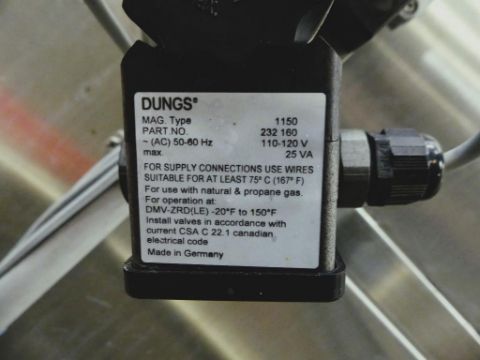 DUNGS®
MAG. Type 1150
PART.NO. 232 160
~ (AC) 50-60 Hz 110-120 V
max. 25 VA
FOR SUPPLY CONNECTIONS USE WIRES
SUITABLE FOR AT LEAST 75° C (167° F)
For use with natural & propane gas.
For operation at:
DMV-ZRD(LE) -20°F to 150°F
Install valves in accordance with
current CSA C 22.1 canadian
electrical code
Made in Germany